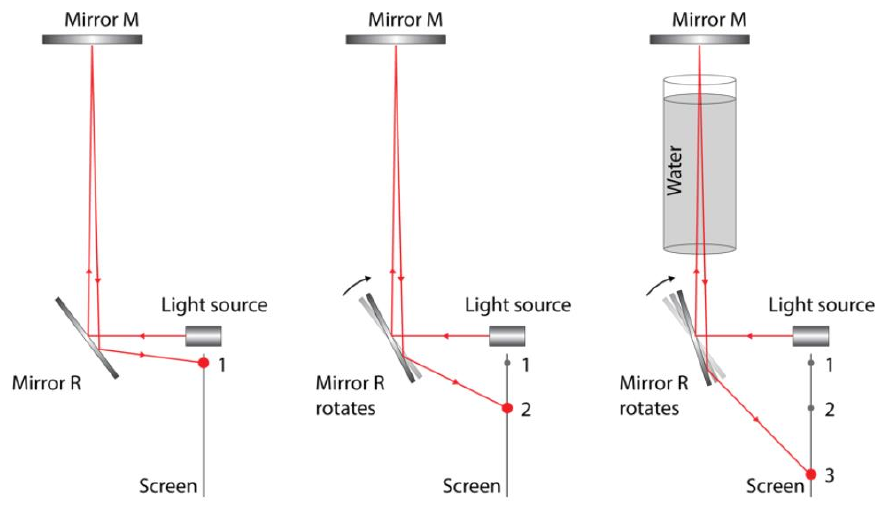 Mirror M
Light source
1
Mirror R
Screen
Mirror M
Light source
1
Mirror R
rotates
2
Screen
Mirror M
Water
Light source
1
Mirror R
rotates
2
3
Screen